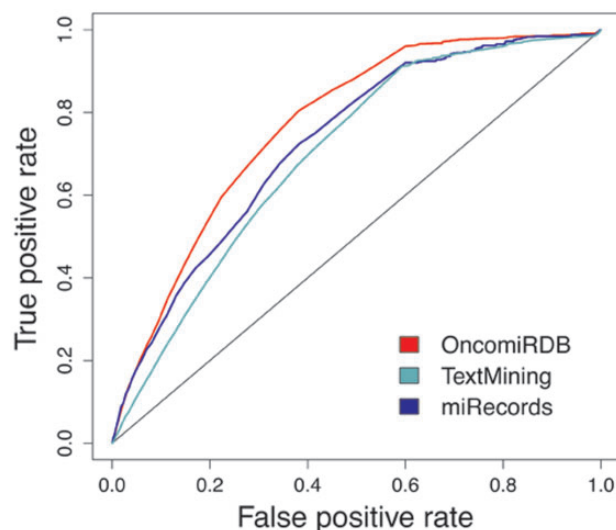 1.0
0.8
0.6
0.4
0.2
0.0
True positive rate
OncomiRDB
TextMining
miRecords
0.0 0.2 0.4 0.6 0.8 1.0
False positive rate